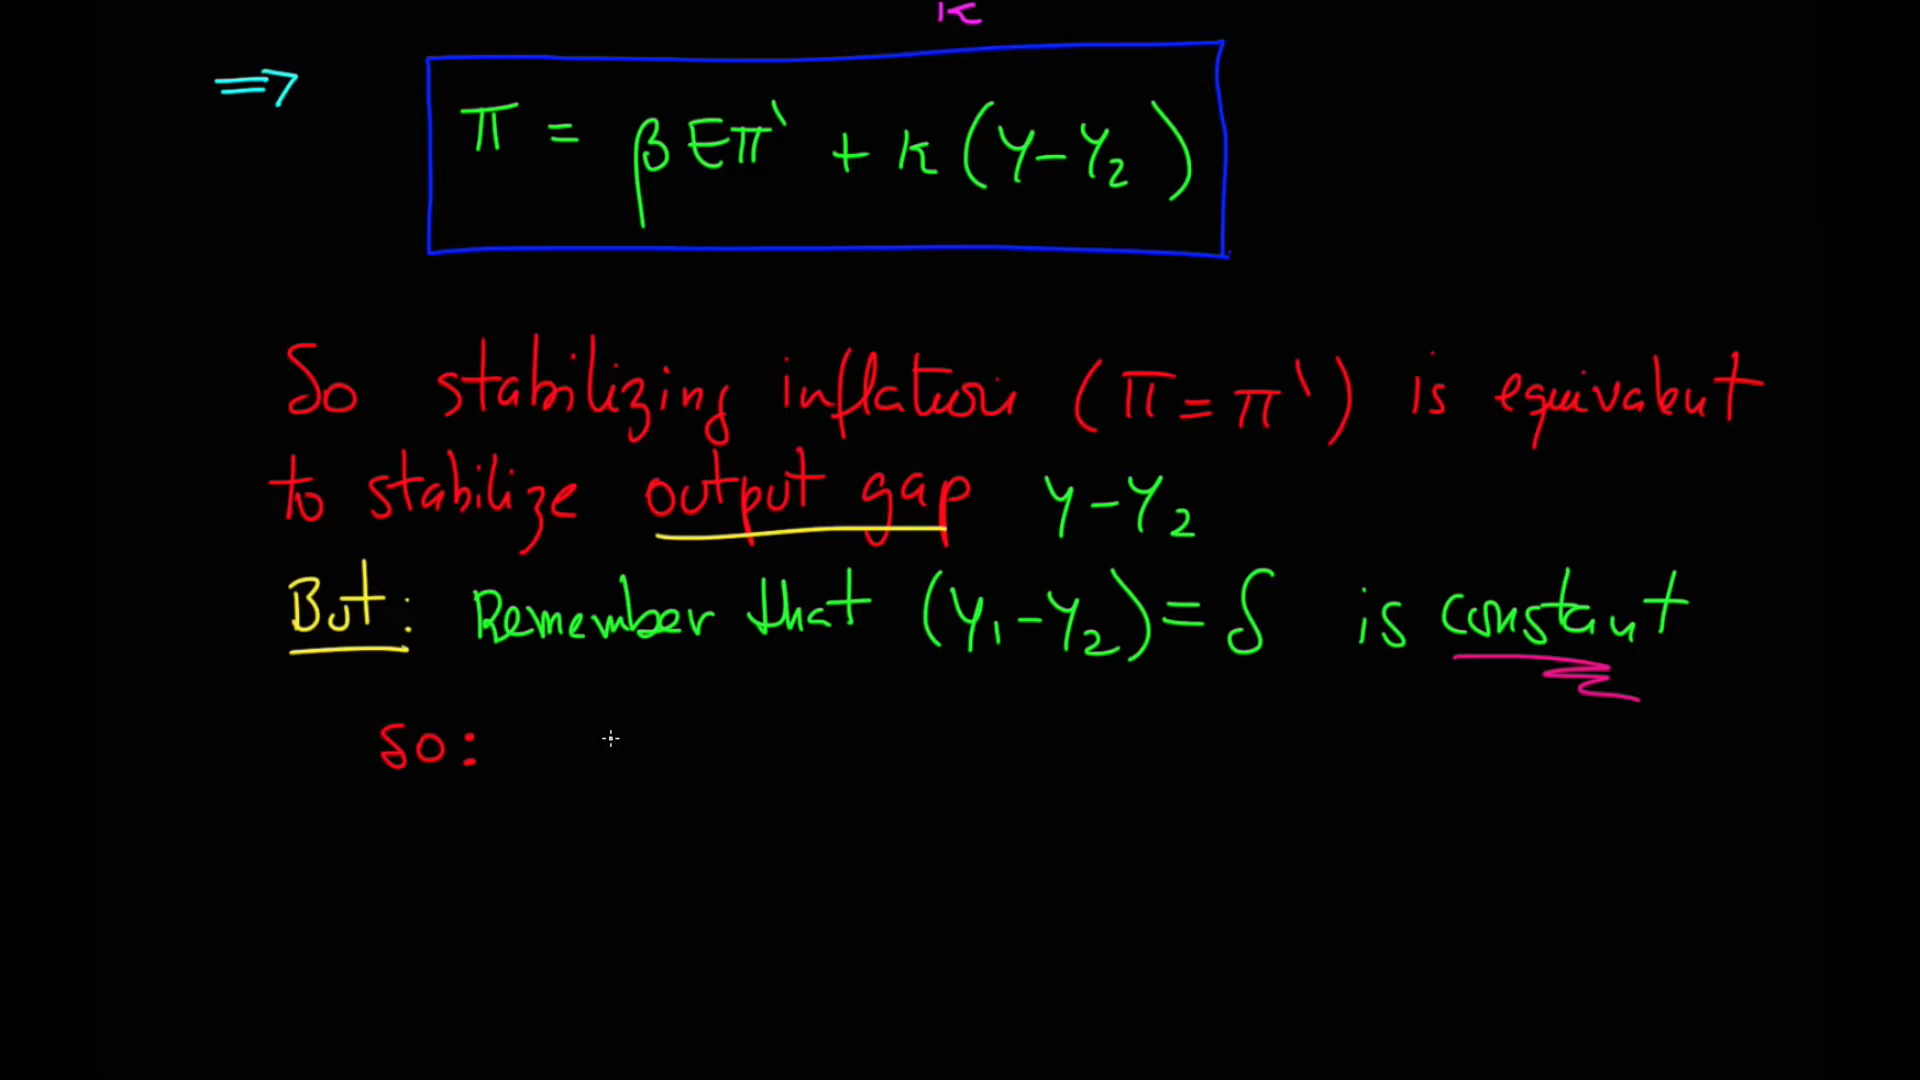 κ
⇒ π = βEπ' + κ(y-y₂)
So stabilizing inflation (π=π') is equivalent
to stabilize output gap y-y₂
But: Remember that (y₁-y₂)=δ is constant
So: